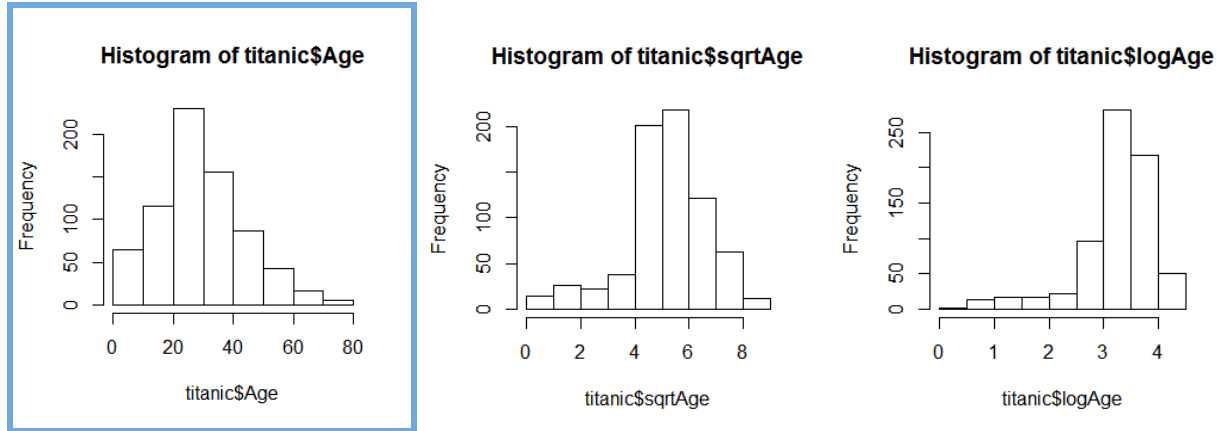 Histogram of titanic$Age
Frequency
0 50 100 200
0 20 40 60 80
titanic$Age
Histogram of titanic$sqrtAge
Frequency
0 50 100 200
0 2 4 6 8
titanic$sqrtAge
Histogram of titanic$logAge
Frequency
0 50 150 250
0 1 2 3 4
titanic$logAge